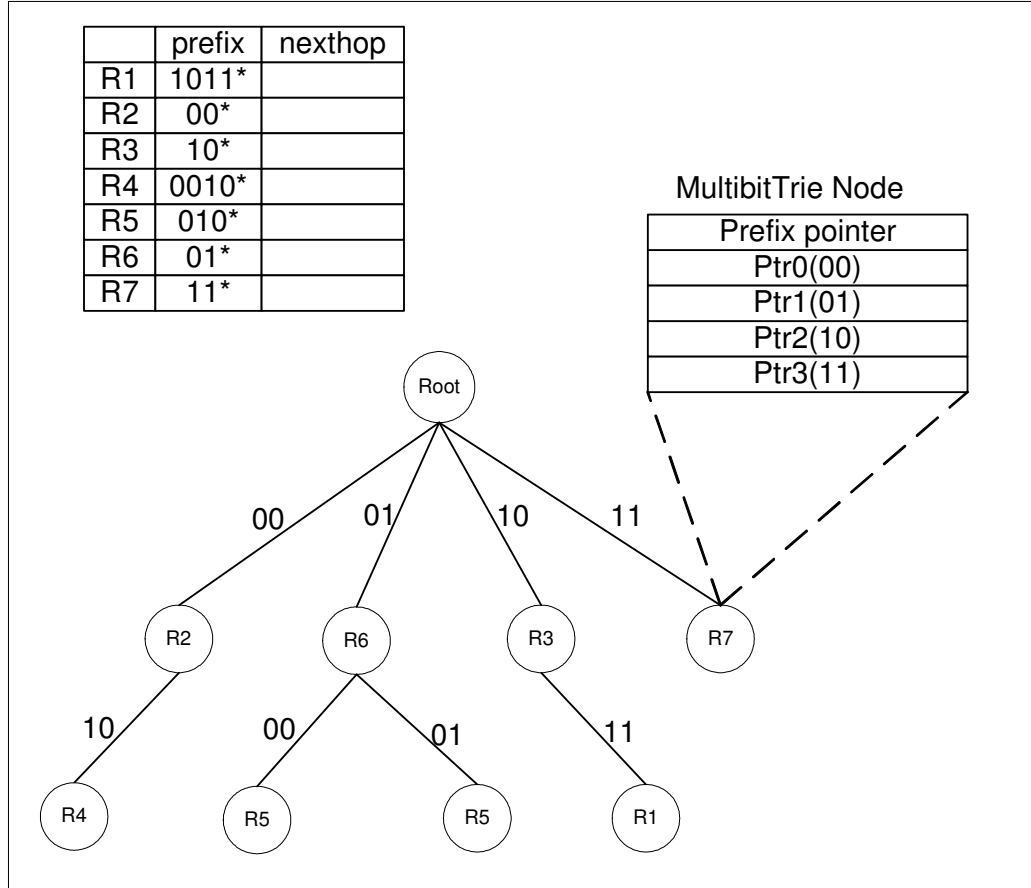 prefix nexthop
R1 1011*
R2 00*
R3 10*
R4 0010*
R5 010*
R6 01*
R7 11*
MultibitTrie Node
Prefix pointer
Ptr0(00)
Ptr1(01)
Ptr2(10)
Ptr3(11)
Root
00 01 10 11
R2 R6 R3 R7
10 00 01 11
R4 R5 R5 R1